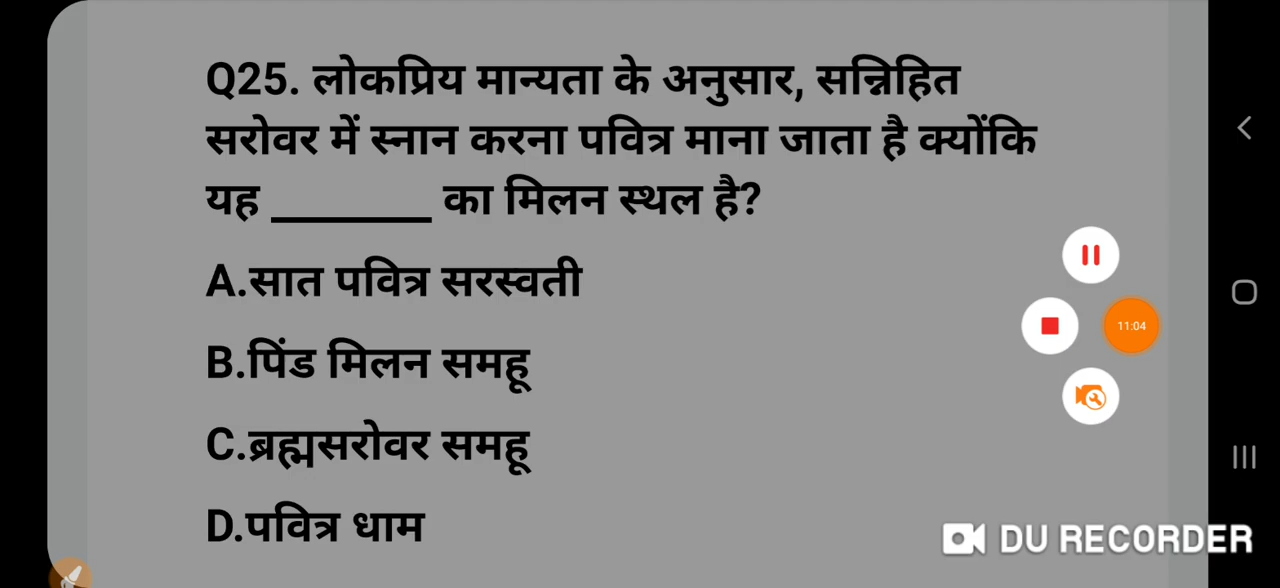 Q25. लोकप्रिय मान्यता के अनुसार, सन्निहित
सरोवर में स्नान करना पवित्र माना जाता है क्योंकि
यह ________ का मिलन स्थल है?
A.सात पवित्र सरस्वती
B.पिंड मिलन समहू
C.ब्रह्मसरोवर समहू
D.पवित्र धाम
11:04
DU RECORDER